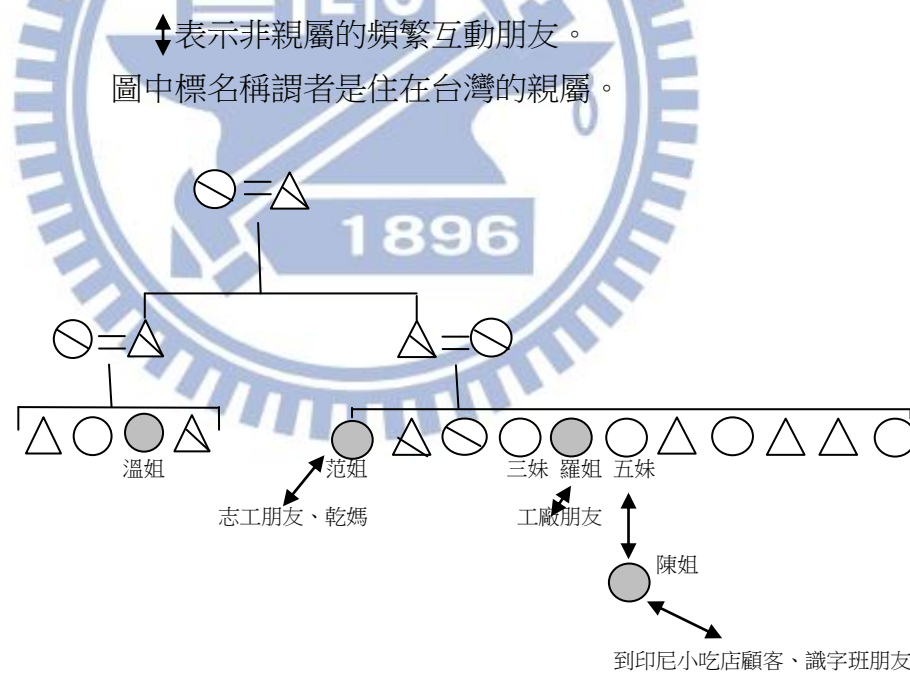 ↕表示非親屬的頻繁互動朋友。
圖中標名稱謂者是住在台灣的親屬。
1896
溫姐
范姐
三妹 羅姐 五妹
志工朋友、乾媽
工廠朋友
陳姐
到印尼小吃店顧客、識字班朋友